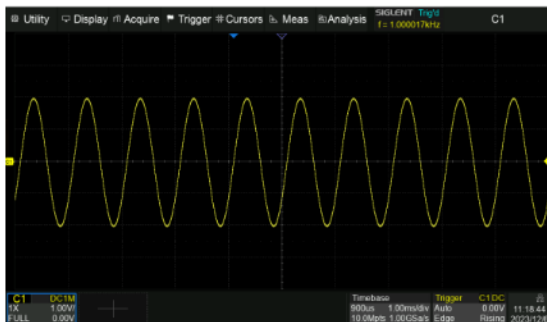 Utility Display Acquire Trigger Cursors Meas Analysis SIGLENT Trig'd C1
f = 1.000017kHz
C1 DC1M
1X 1.00V/
FULL 0.00V
Timebase
900us 1.00ms/div
10.0Mpts 1.00GSa/s
Trigger C1 DC
Auto 0.00V
Edge Rising
11:18:44